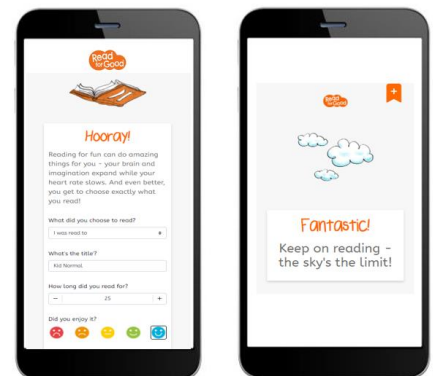 Read
for Good
Hooray!
Reading for fun can do amazing
things for you - your brain and
imagination expand while your
heart rate slows. And even better,
you get to choose exactly what
you read!
What did you choose to read?
I was read to
What's the title?
Kid Normal
How long did you read for?
− 25 +
Did you enjoy it?
Read
for Good
+
Fantastic!
Keep on reading -
the sky's the limit!